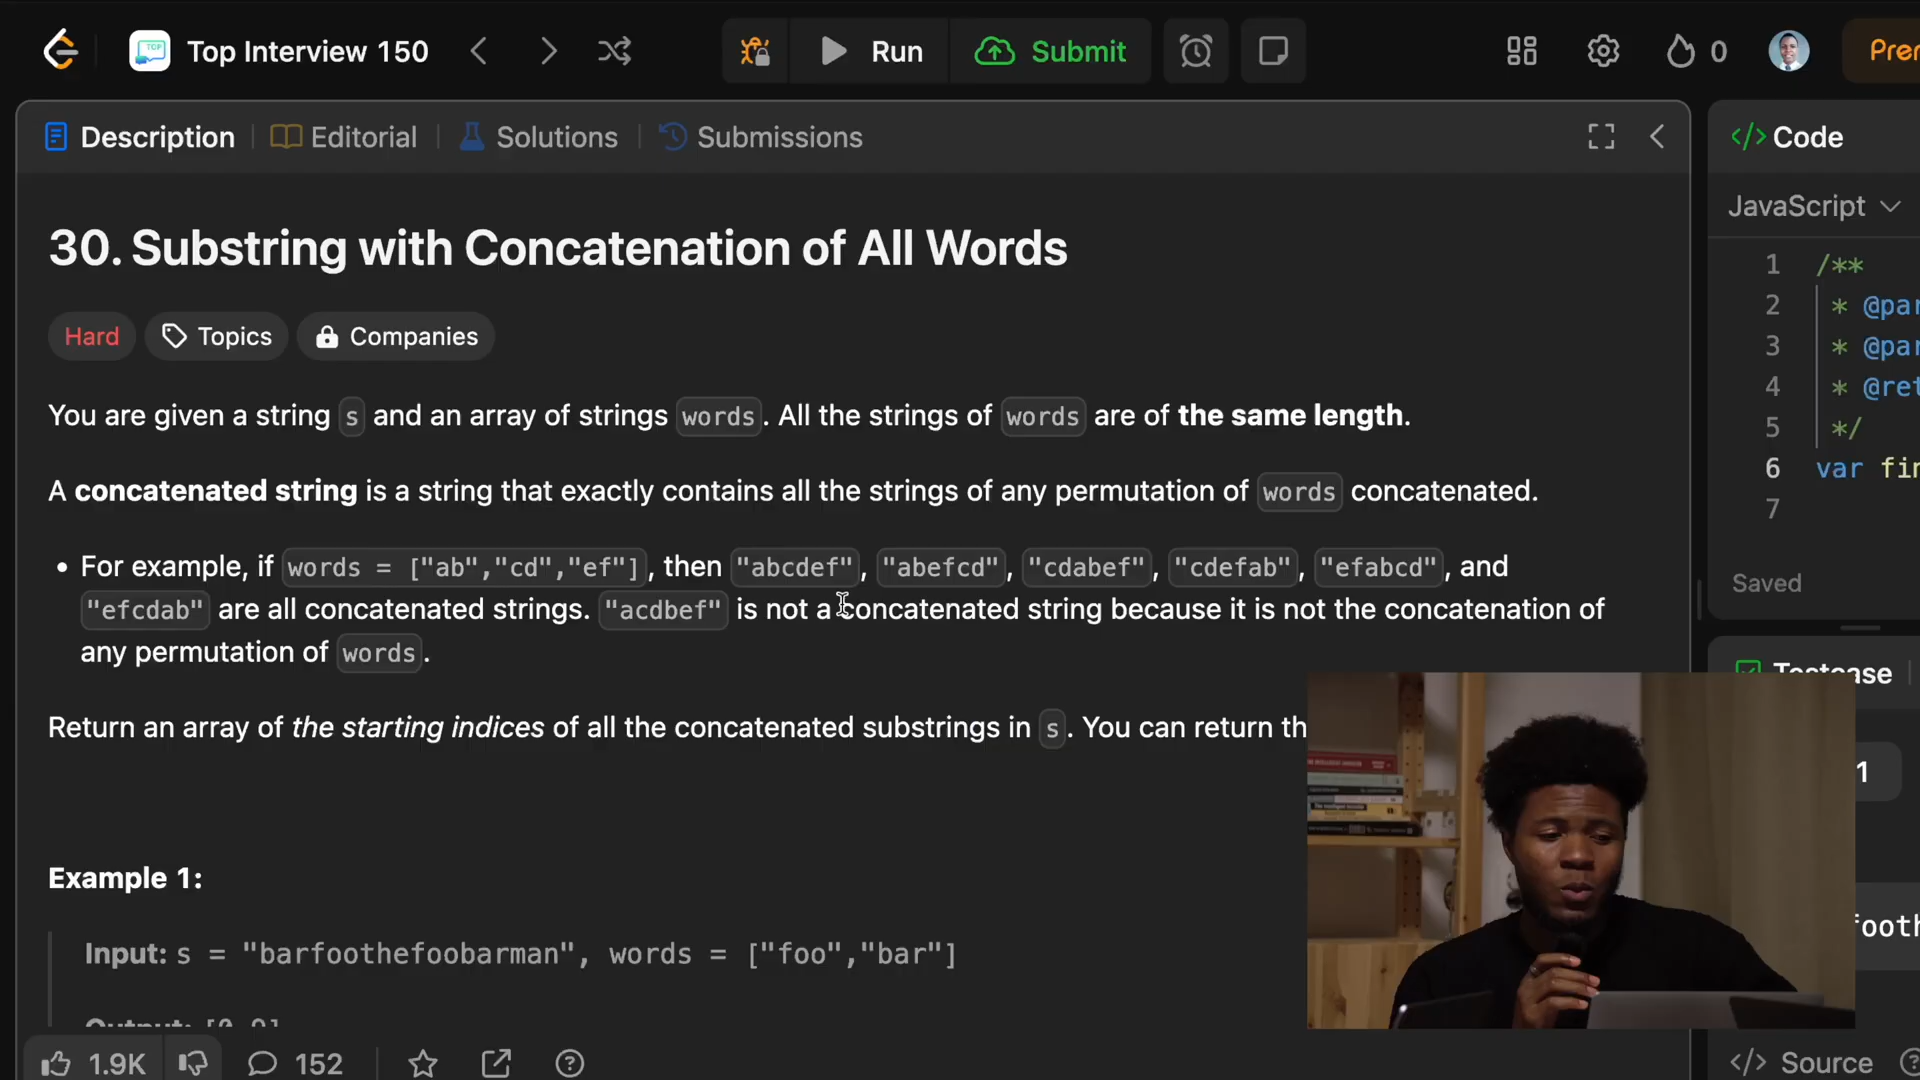 Top Interview 150
Run
Submit
0
Description
Editorial
Solutions
Submissions
</> Code
JavaScript
30. Substring with Concatenation of All Words
Hard
Topics
Companies
You are given a string s and an array of strings words. All the strings of words are of the same length.
A concatenated string is a string that exactly contains all the strings of any permutation of words concatenated.
• For example, if words = ["ab","cd","ef"], then "abcdef", "abefcd", "cdabef", "cdefab", "efabcd", and
"efcdab" are all concatenated strings. "acdbef" is not a concatenated string because it is not the concatenation of
any permutation of words.
Return an array of the starting indices of all the concatenated substrings in s. You can return th
Example 1:
Input: s = "barfoothefoobarman", words = ["foo","bar"]
1.9K
152
1 /**
2 * @par
3 * @par
4 * @ret
5 */
6 var fin
7
Saved
1
</> Source